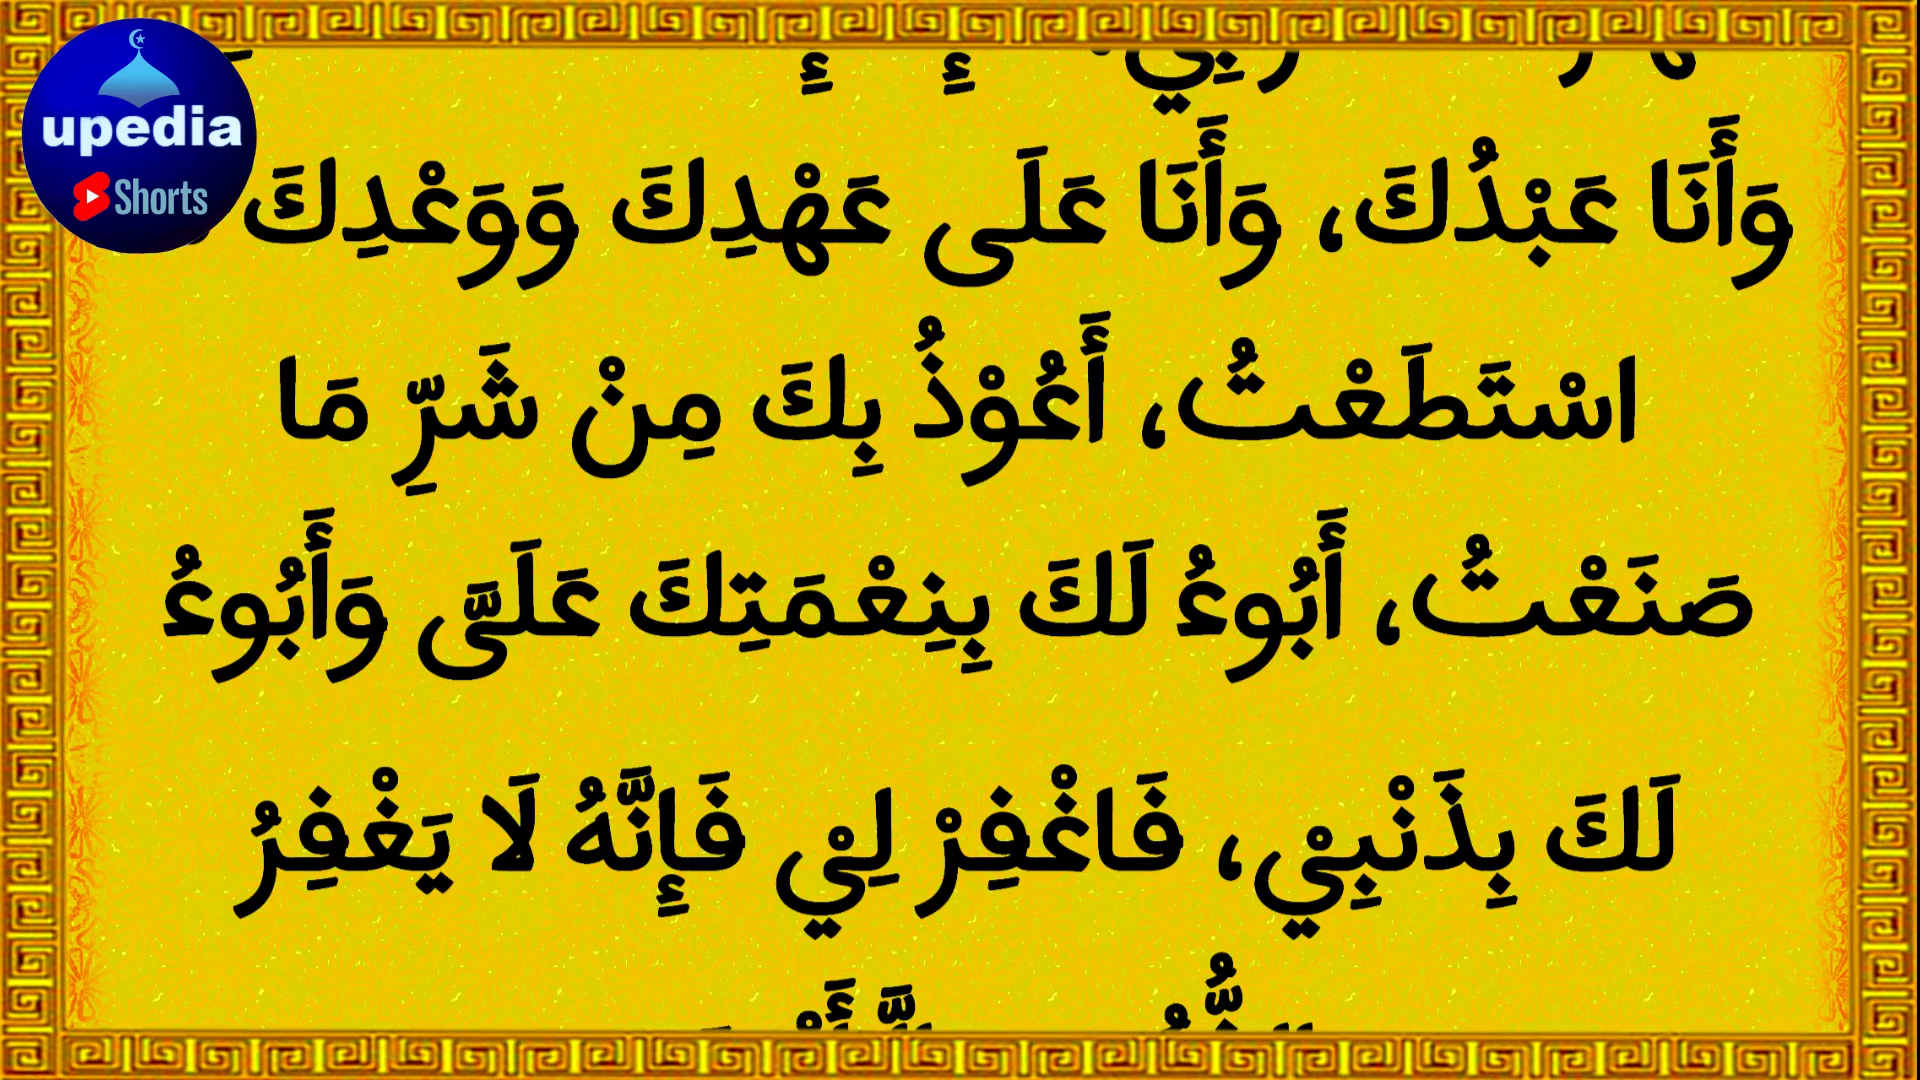 upedia
Shorts
وَأَنَا عَبْدُكَ، وَأَنَا عَلَى عَهْدِكَ وَوَعْدِكَ
اسْتَطَعْتُ، أَعُوْذُ بِكَ مِنْ شَرِّ مَا
صَنَعْتُ، أَبُوءُ لَكَ بِنِعْمَتِكَ عَلَىَّ وَأَبُوءُ
لَكَ بِذَنْبِيْ، فَاغْفِرْ لِيْ فَإِنَّهُ لَا يَغْفِرُ